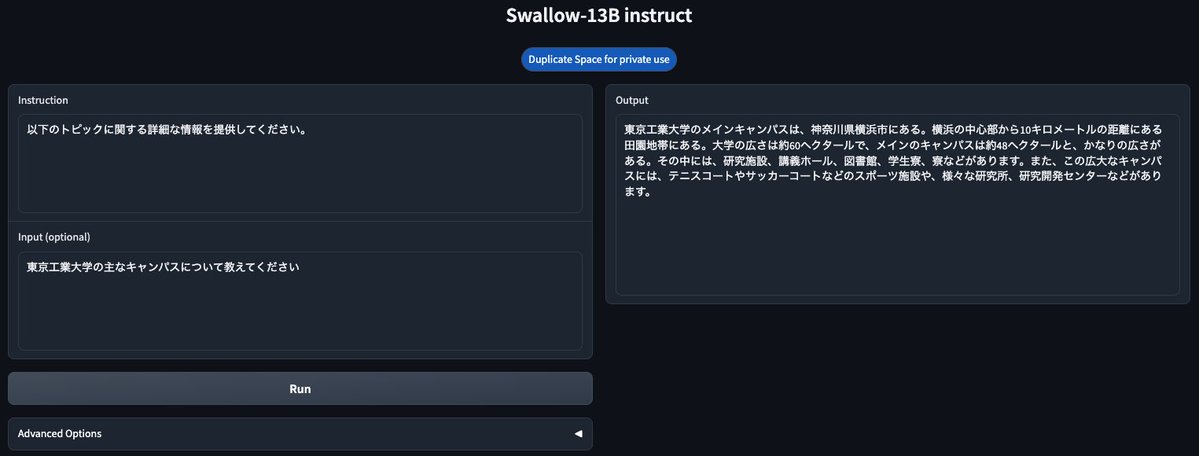 Swallow-13B instruct
Duplicate Space for private use
Instruction
以下のトピックに関する詳細な情報を提供してください。
Input (optional)
東京工業大学の主なキャンパスについて教えてください
Run
Advanced Options
Output
東京工業大学のメインキャンパスは、神奈川県横浜市にある。横浜の中心部から10キロメートルの距離にある
田園地帯にある。大学の広さは約60ヘクタールで、メインのキャンパスは約48ヘクタールと、かなりの広さが
ある。その中には、研究施設、講義ホール、図書館、学生寮、寮などがあります。また、この広大なキャンパ
スには、テニスコートやサッカーコートなどのスポーツ施設や、様々な研究所、研究開発センターなどがあり
ます。